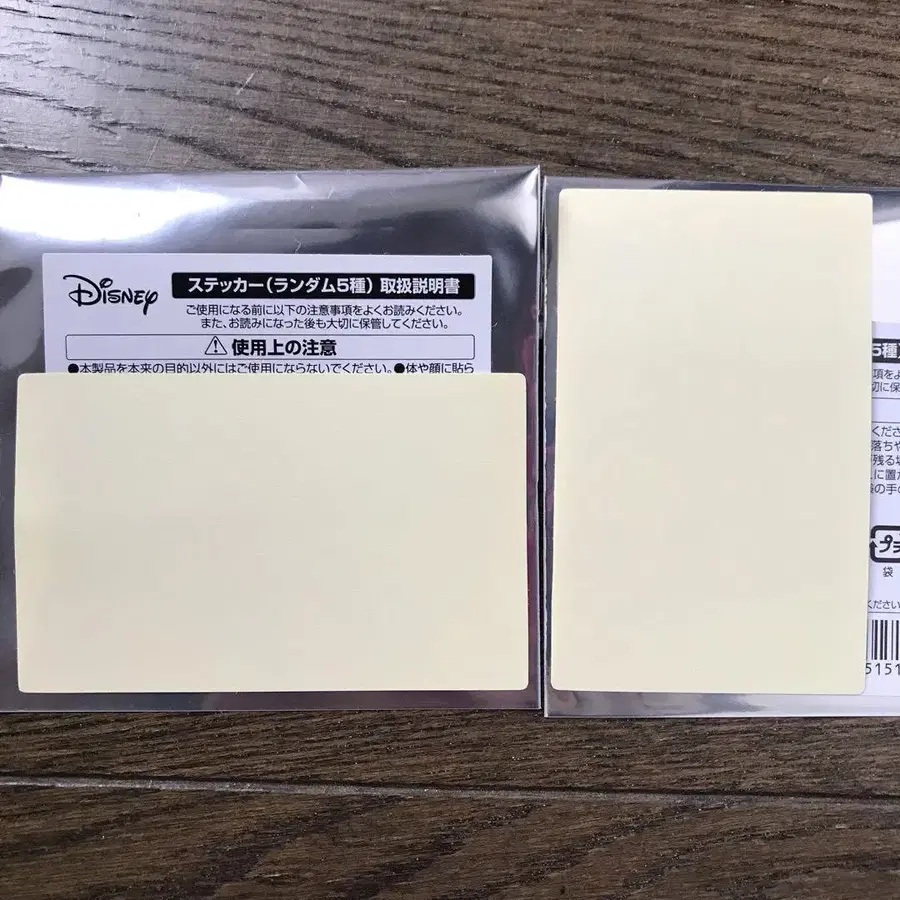 Disney
ステッカー(ランダム5種) 取扱説明書
ご使用になる前に以下の注意事項をよくお読みください。
また、お読みになった後も大切に保管してください。
⚠使用上の注意
●本製品を本来の目的以外にはご使用にならないでください。●体や顔に貼ら
5種)
項をよ
切に保
くださ
落ちや
残る場
に置か
の手の
プラ
袋
ください
5151